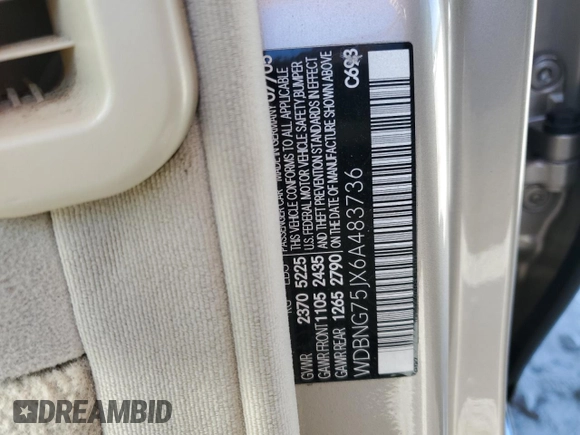 PASSENGER CAR MADE IN GERMANY 07/05
THIS VEHICLE CONFORMS TO ALL APPLICABLE
U.S. FEDERAL MOTOR VEHICLE SAFETY, BUMPER
AND THEFT PREVENTION STANDARDS IN EFFECT
ON THE DATE OF MANUFACTURE SHOWN ABOVE
KG LBS
GVWR 2370 5225
GAWR FRONT 1105 2435
GAWR REAR 1265 2790
C693
WDBNG75JX6A483736
DREAMBID